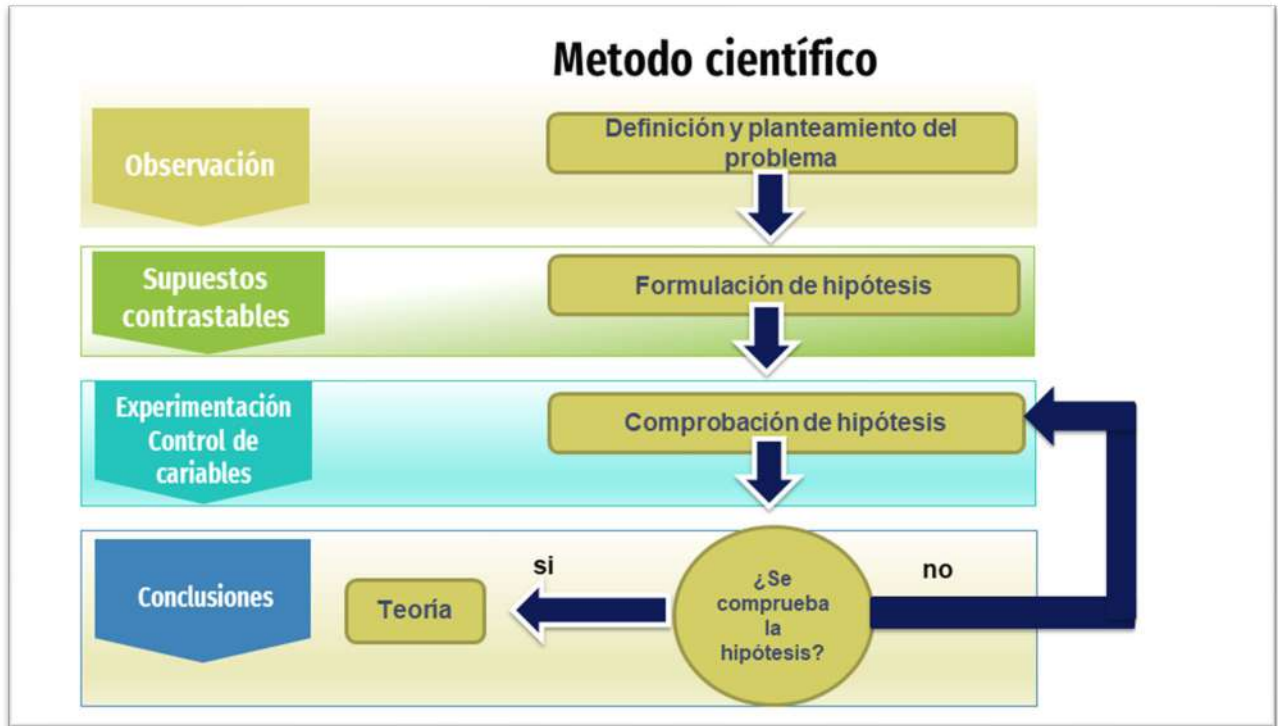 Metodo científico
Observación
Definición y planteamiento del
problema
Supuestos
contrastables
Formulación de hipótesis
Experimentación
Control de
cariables
Comprobación de hipótesis
Conclusiones
Teoría
si
¿Se
comprueba
la
hipótesis?
no